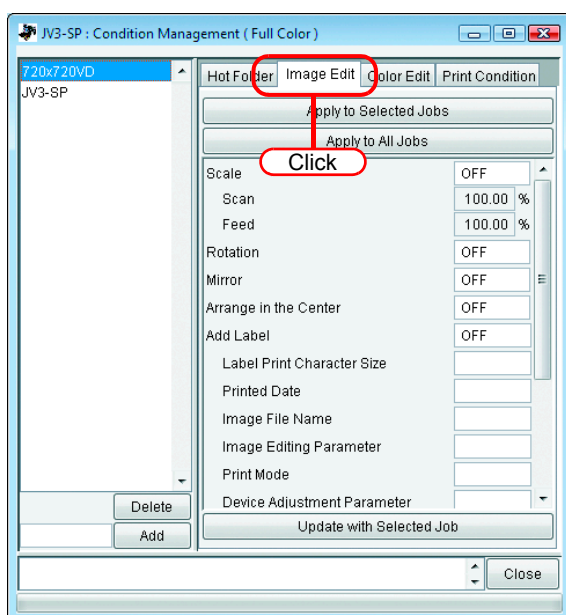 JV3-SP : Condition Management ( Full Color )
720x720VD
JV3-SP
Hot Folder Image Edit Color Edit Print Condition
Apply to Selected Jobs
Apply to All Jobs
Click
Scale OFF
Scan 100.00 %
Feed 100.00 %
Rotation OFF
Mirror OFF
Arrange in the Center OFF
Add Label OFF
Label Print Character Size
Printed Date
Image File Name
Image Editing Parameter
Print Mode
Device Adjustment Parameter
Delete
Add
Update with Selected Job
Close